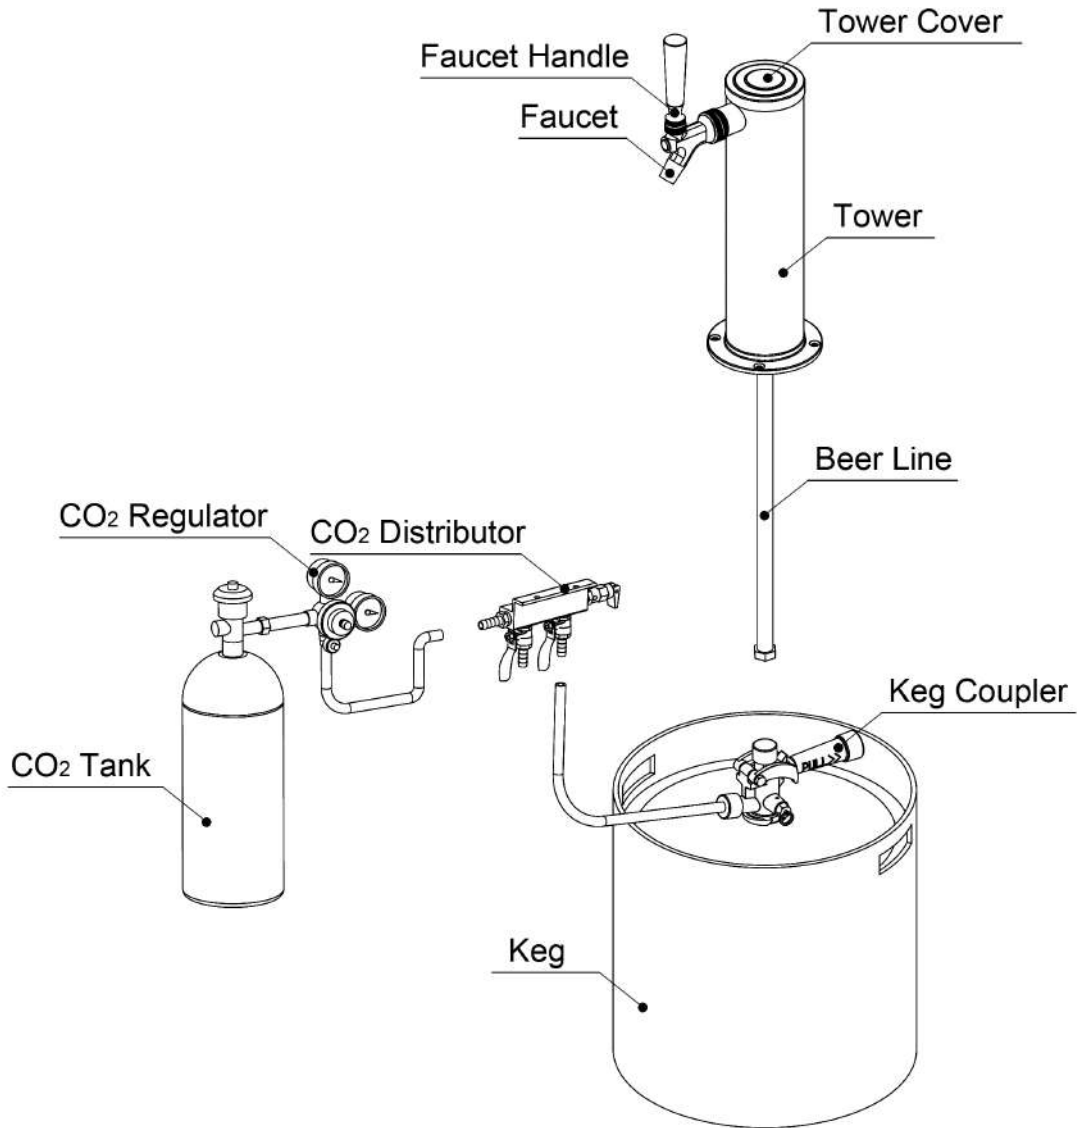 Tower Cover
Faucet Handle
Faucet
Tower
Beer Line
CO₂ Regulator
CO₂ Distributor
Keg Coupler
PULL>>
CO₂ Tank
Keg